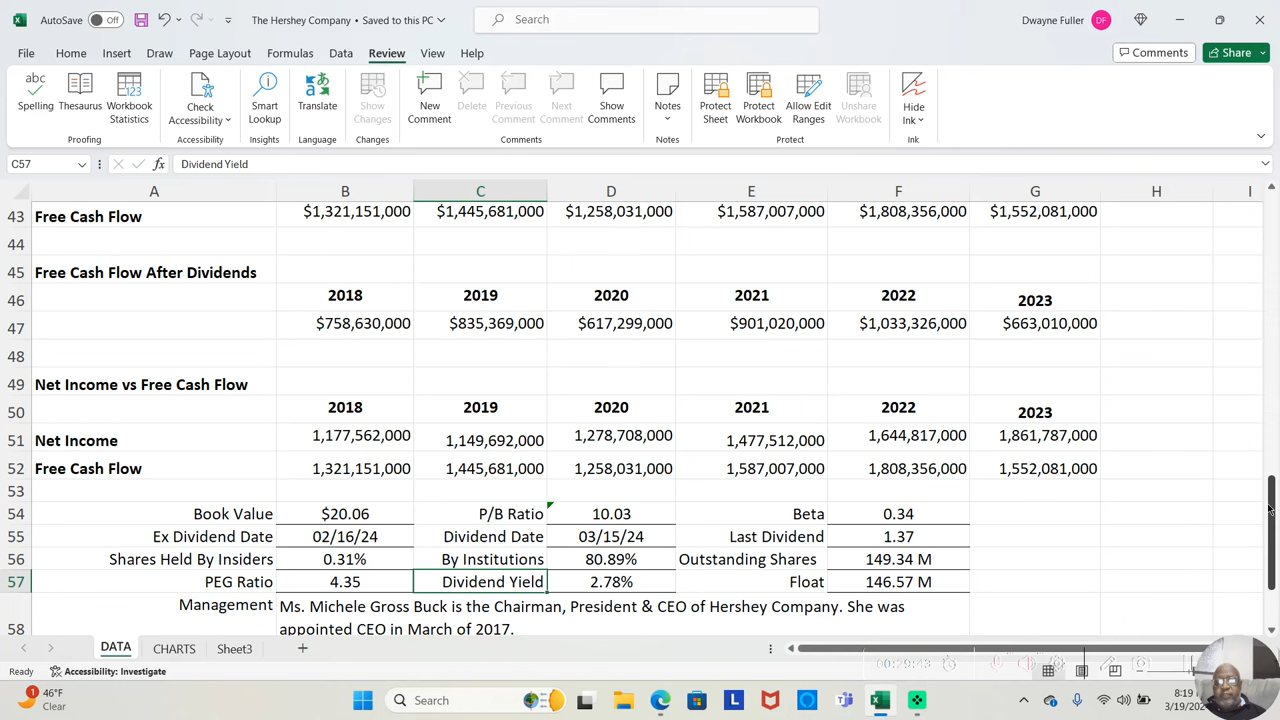 AutoSave Off The Hershey Company • Saved to this PC Search Dwayne Fuller DF
File Home Insert Draw Page Layout Formulas Data Review View Help Comments Share
abc
123
Spelling Thesaurus Workbook Statistics Check Accessibility Smart Lookup Translate Show Changes New Comment Delete Previous Comment Next Comment Show Comments Notes Protect Sheet Protect Workbook Allow Edit Ranges Unshare Workbook Hide Ink
Proofing Accessibility Insights Language Changes Comments Notes Protect Ink
C57 fx Dividend Yield
A B C D E F G H I
43 Free Cash Flow $1,321,151,000 $1,445,681,000 $1,258,031,000 $1,587,007,000 $1,808,356,000 $1,552,081,000
44
45 Free Cash Flow After Dividends
46 2018 2019 2020 2021 2022 2023
47 $758,630,000 $835,369,000 $617,299,000 $901,020,000 $1,033,326,000 $663,010,000
48
49 Net Income vs Free Cash Flow
50 2018 2019 2020 2021 2022 2023
51 Net Income 1,177,562,000 1,149,692,000 1,278,708,000 1,477,512,000 1,644,817,000 1,861,787,000
52 Free Cash Flow 1,321,151,000 1,445,681,000 1,258,031,000 1,587,007,000 1,808,356,000 1,552,081,000
53
54 Book Value $20.06 P/B Ratio 10.03 Beta 0.34
55 Ex Dividend Date 02/16/24 Dividend Date 03/15/24 Last Dividend 1.37
56 Shares Held By Insiders 0.31% By Institutions 80.89% Outstanding Shares 149.34 M
57 PEG Ratio 4.35 Dividend Yield 2.78% Float 146.57 M
Management Ms. Michele Gross Buck is the Chairman, President & CEO of Hershey Company. She was
58 appointed CEO in March of 2017.
DATA CHARTS Sheet3
Ready Accessibility: Investigate 00:29:43
1 46°F Search L 8:19
Clear 3/19/20